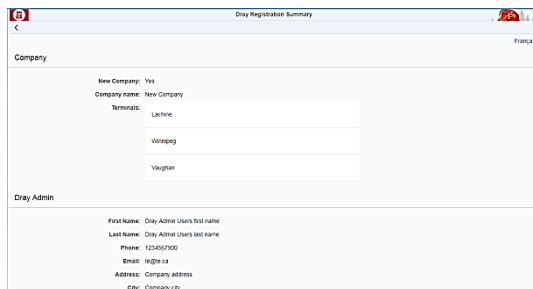 Dray Registration Summary
Françai
Company
New Company: Yes
Company name: New Company
Terminals:
Lachine
Winnipeg
Vaughan
Dray Admin
First Name: Dray Admin Users first name
Last Name: Dray Admin Users last name
Phone: 1234567900
Email: te@te.ca
Address: Company address
City: Company city